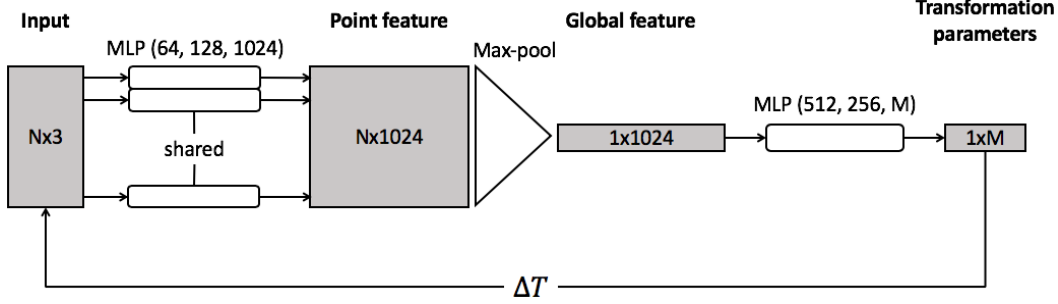 Input
Point feature
Global feature
Transformation
parameters
MLP (64, 128, 1024)
Max-pool
MLP (512, 256, M)
Nx3
shared
Nx1024
1x1024
1xM
ΔT